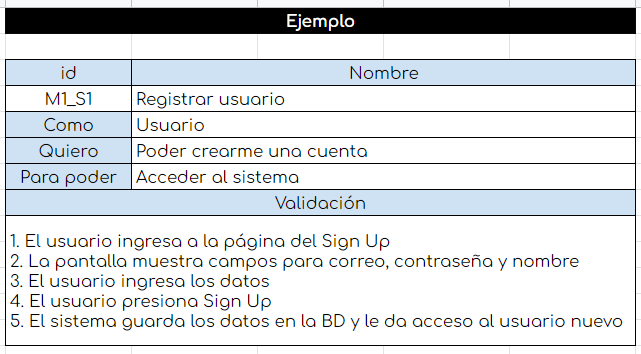 Ejemplo
id Nombre
M1_S1 Registrar usuario
Como Usuario
Quiero Poder crearme una cuenta
Para poder Acceder al sistema
Validación
1. El usuario ingresa a la página del Sign Up
2. La pantalla muestra campos para correo, contraseña y nombre
3. El usuario ingresa los datos
4. El usuario presiona Sign Up
5. El sistema guarda los datos en la BD y le da acceso al usuario nuevo